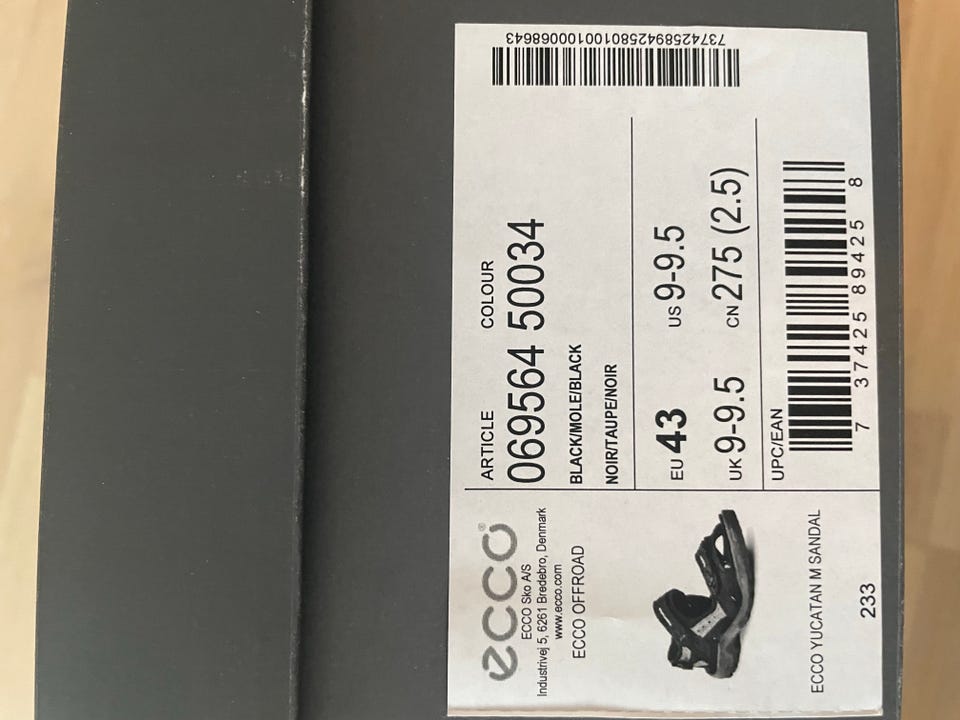 ecco®
ECCO Sko A/S
Industrivej 5, 6261 Bredebro, Denmark
www.ecco.com
ECCO OFFROAD
ECCO YUCATAN M SANDAL
233
7374258942580100100068643
ARTICLE COLOUR
069564 50034
BLACK/MOLE/BLACK
NOIR/TAUPE/NOIR
EU 43 US 9-9.5
UK 9-9.5 CN 275 (2.5)
UPC/EAN
7 37425 89425 8